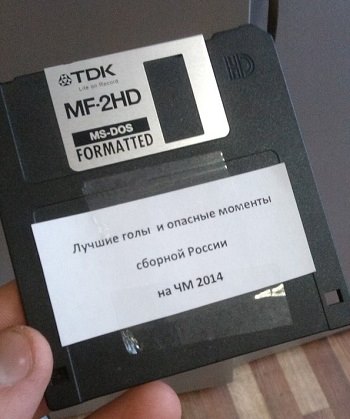 TDK
Life on Record
MF-2HD
MS-DOS
FORMATTED
HD
Лучшие голы и опасные моменты
сборной России
на ЧМ 2014